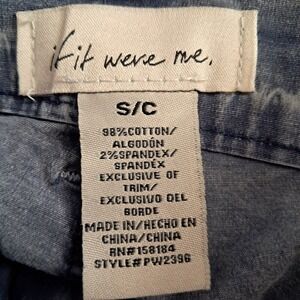 if it were me.
S/C
98%COTTON/
ALGODÓN
2%SPANDEX/
SPANDÉX
EXCLUSIVE OF
TRIM/
EXCLUSIVO DEL
BORDE
MADE IN/HECHO EN
CHINA/CHINA
RN#158184
STYLE#PW2396